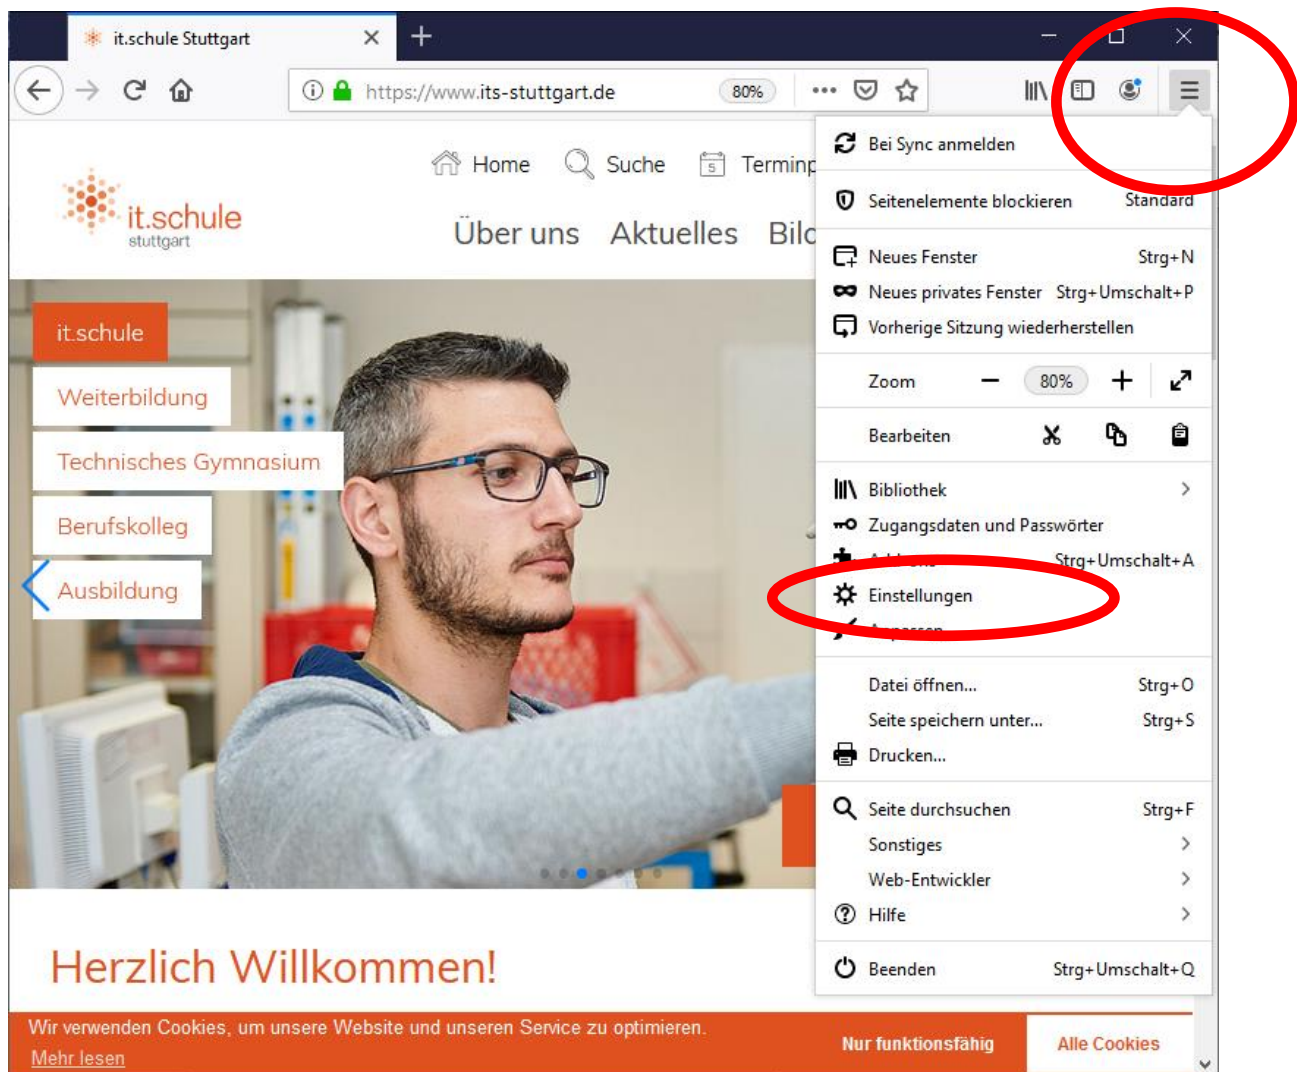 it.schule Stuttgart
https://www.its-stuttgart.de 80%
Home Suche 5
Über uns Aktuelles
it.schule
stuttgart
it.schule
Weiterbildung
Technisches Gymnasium
Berufskolleg
Ausbildung
Bei Sync anmelden
Seitenelemente blockieren Standard
Neues Fenster Strg+N
Neues privates Fenster Strg+Umschalt+P
Vorherige Sitzung wiederherstellen
Zoom 80%
Bearbeiten
Bibliothek
Zugangsdaten und Passwörter
Strg+Umschalt+A
Einstellungen
Anpassen
Datei öffnen... Strg+O
Seite speichern unter... Strg+S
Drucken...
Seite durchsuchen Strg+F
Sonstiges
Web-Entwickler
Hilfe
Beenden Strg+Umschalt+Q
Herzlich Willkommen!
Wir verwenden Cookies, um unsere Website und unseren Service zu optimieren.
Mehr lesen
Nur funktionsfähig Alle Cookies